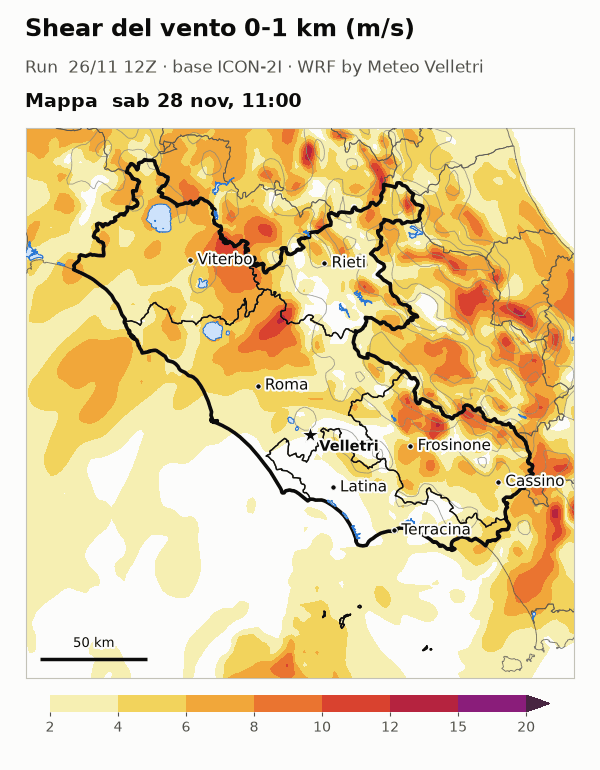 Shear del vento 0-1 km (m/s)
Run  26/11 12Z · base ICON-2I · WRF by Meteo Velletri
Mappa  sab 28 nov, 11:00
Viterbo
Rieti
Roma
Velletri
Frosinone
Cassino
Latina
Terracina
50 km
2 4 6 8 10 12 15 20